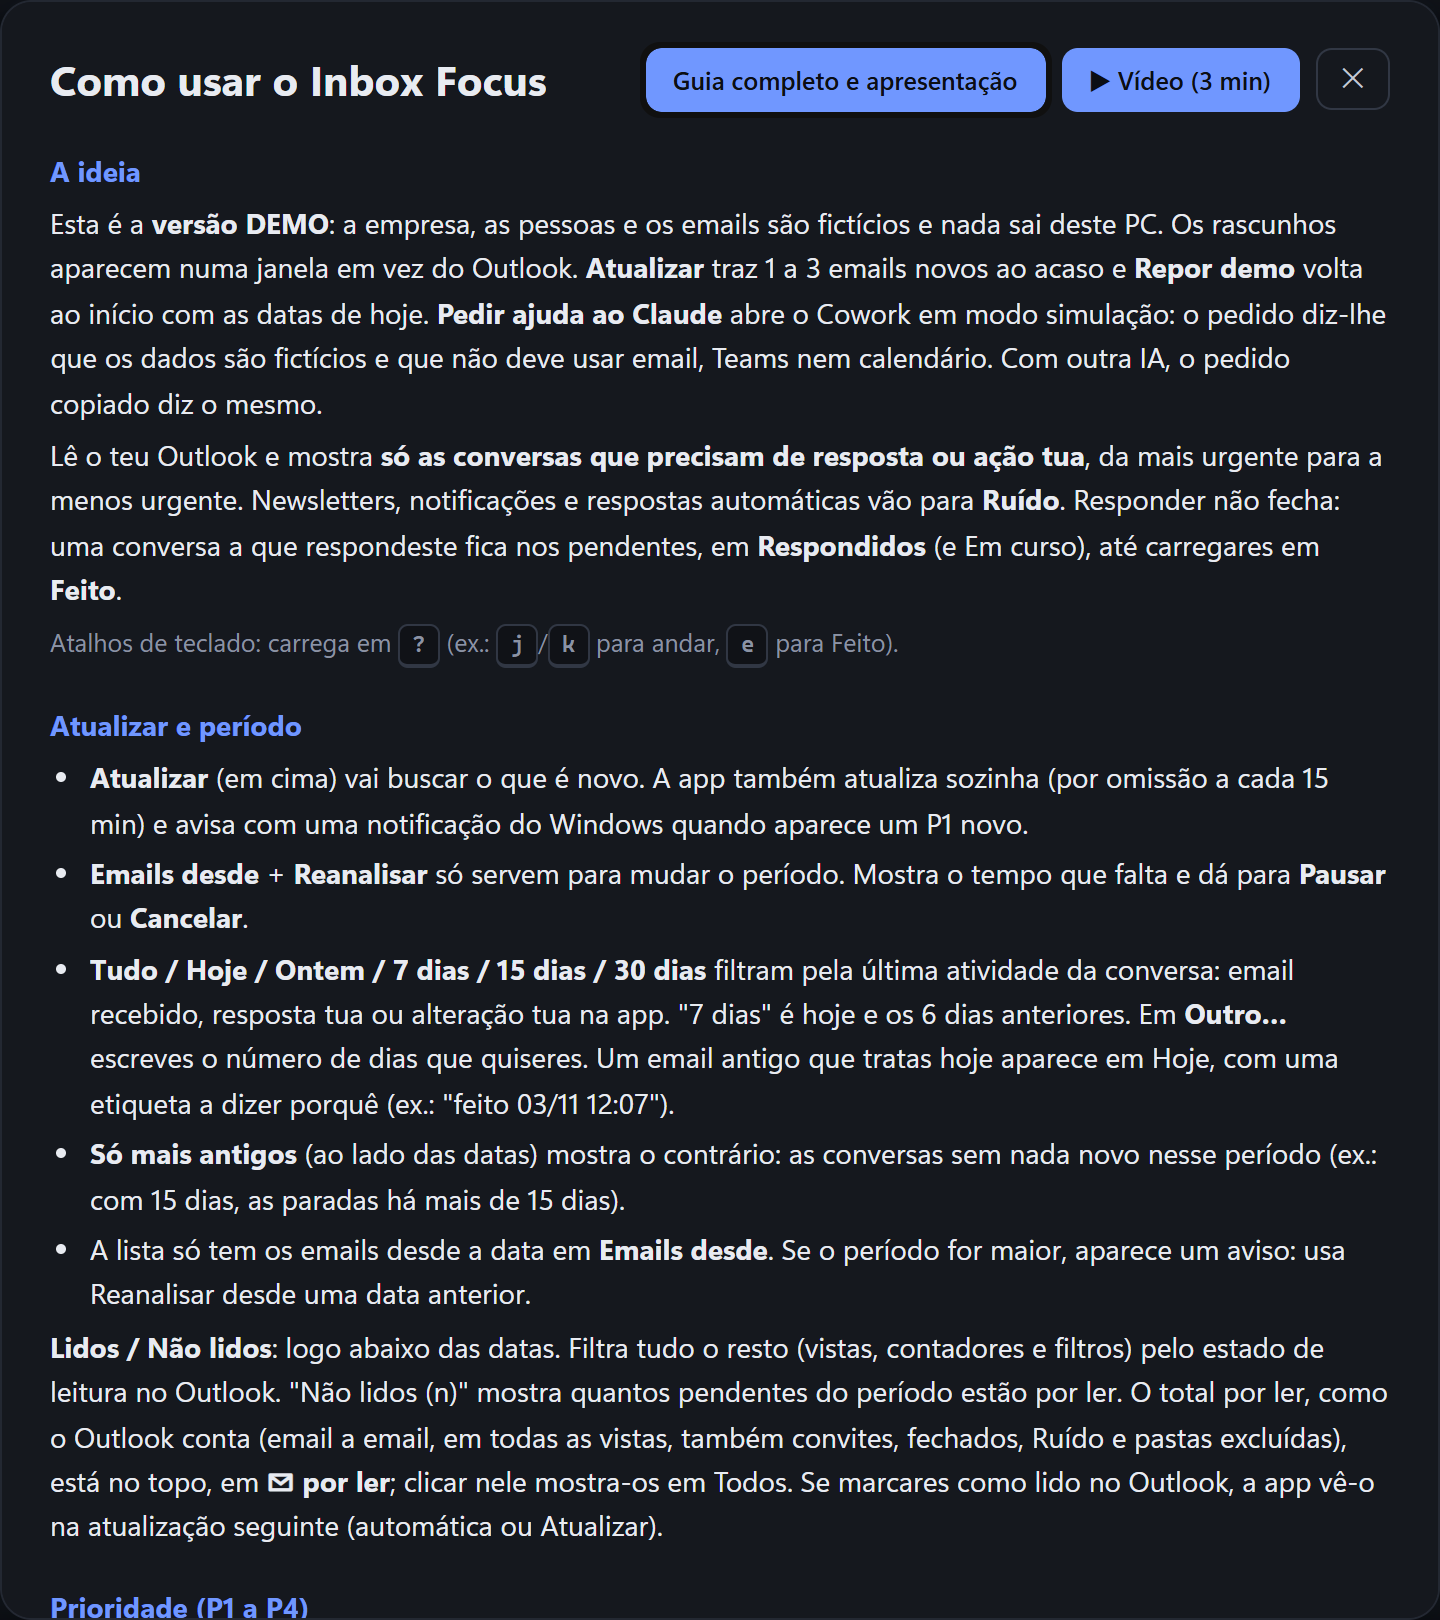 Como usar o Inbox Focus
Guia completo e apresentação
▶ Vídeo (3 min)
A ideia
Esta é a versão DEMO: a empresa, as pessoas e os emails são fictícios e nada sai deste PC. Os rascunhos
aparecem numa janela em vez do Outlook. Atualizar traz 1 a 3 emails novos ao acaso e Repor demo volta
ao início com as datas de hoje. Pedir ajuda ao Claude abre o Cowork em modo simulação: o pedido diz-lhe
que os dados são fictícios e que não deve usar email, Teams nem calendário. Com outra IA, o pedido
copiado diz o mesmo.
Lê o teu Outlook e mostra só as conversas que precisam de resposta ou ação tua, da mais urgente para a
menos urgente. Newsletters, notificações e respostas automáticas vão para Ruído. Responder não fecha:
uma conversa a que respondeste fica nos pendentes, em Respondidos (e Em curso), até carregares em
Feito.
Atalhos de teclado: carrega em ? (ex.: j/k para andar, e para Feito).
Atualizar e período
• Atualizar (em cima) vai buscar o que é novo. A app também atualiza sozinha (por omissão a cada 15
min) e avisa com uma notificação do Windows quando aparece um P1 novo.
• Emails desde + Reanalisar só servem para mudar o período. Mostra o tempo que falta e dá para Pausar
ou Cancelar.
• Tudo / Hoje / Ontem / 7 dias / 15 dias / 30 dias filtram pela última atividade da conversa: email
recebido, resposta tua ou alteração tua na app. "7 dias" é hoje e os 6 dias anteriores. Em Outro...
escreves o número de dias que quiseres. Um email antigo que tratas hoje aparece em Hoje, com uma
etiqueta a dizer porquê (ex.: "feito 03/11 12:07").
• Só mais antigos (ao lado das datas) mostra o contrário: as conversas sem nada novo nesse período (ex.:
com 15 dias, as paradas há mais de 15 dias).
• A lista só tem os emails desde a data em Emails desde. Se o período for maior, aparece um aviso: usa
Reanalisar desde uma data anterior.
Lidos / Não lidos: logo abaixo das datas. Filtra tudo o resto (vistas, contadores e filtros) pelo estado de
leitura no Outlook. "Não lidos (n)" mostra quantos pendentes do período estão por ler. O total por ler, como
o Outlook conta (email a email, em todas as vistas, também convites, fechados, Ruído e pastas excluídas),
está no topo, em por ler; clicar nele mostra-os em Todos. Se marcares como lido no Outlook, a app vê-o
na atualização seguinte (automática ou Atualizar).
Prioridade (P1 a P4)